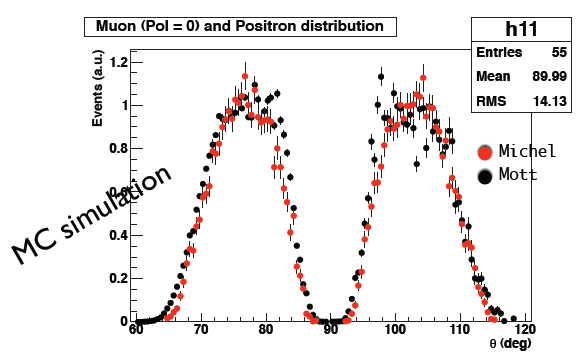 Muon (Pol = 0) and Positron distribution
h11
Entries 55
Mean 89.99
RMS 14.13
Events (a.u.)
1.2
1
0.8
0.6
0.4
0.2
0
Michel
Mott
MC simulation
60 70 80 90 100 110 120
θ (deg)